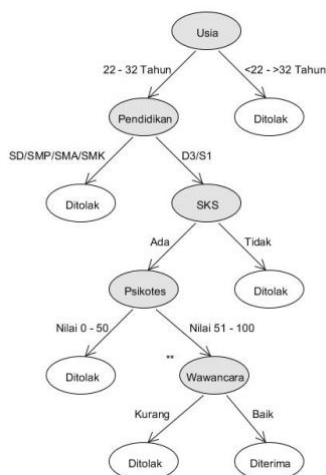 Usia
22 - 32 Tahun
<22 - >32 Tahun
Pendidikan
Ditolak
SD/SMP/SMA/SMK
D3/S1
Ditolak
SKS
Ada
Tidak
Psikotes
Ditolak
Nilai 0 - 50
Nilai 51 - 100
**
Ditolak
Wawancara
Kurang
Baik
Ditolak
Diterima